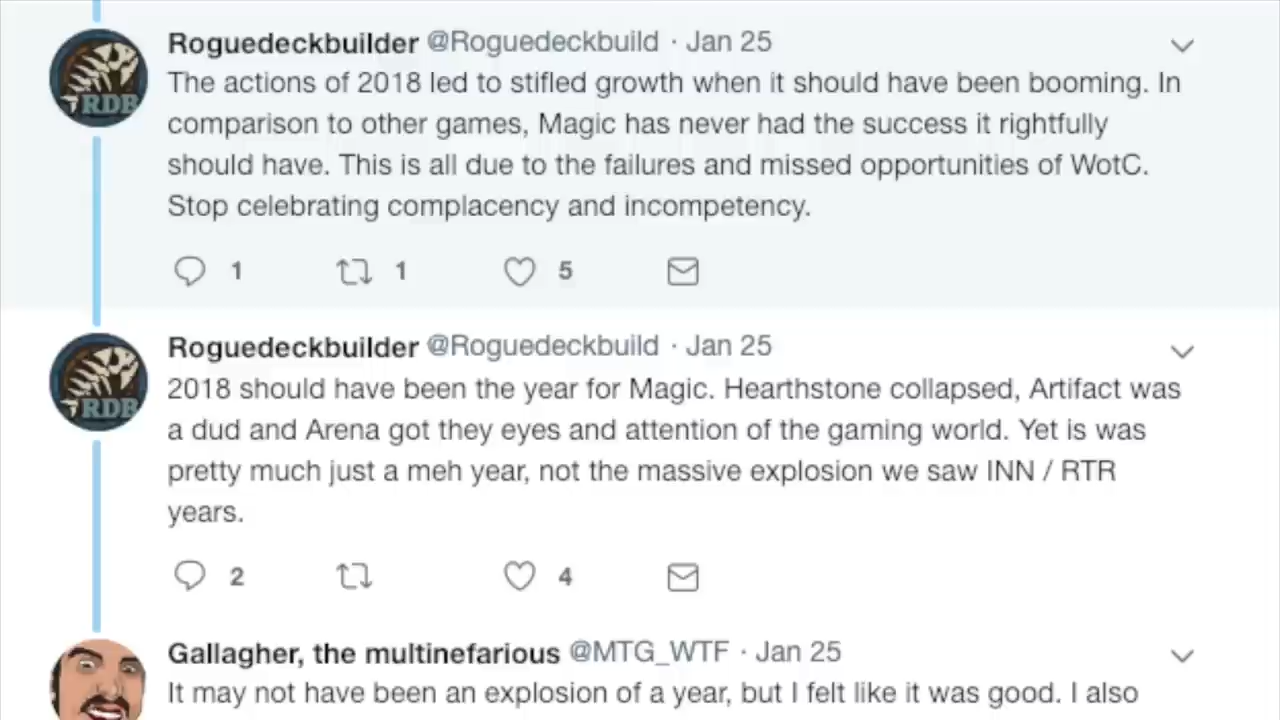 Roguedeckbuilder @Roguedeckbuild · Jan 25
The actions of 2018 led to stifled growth when it should have been booming. In
comparison to other games, Magic has never had the success it rightfully
should have. This is all due to the failures and missed opportunities of WotC.
Stop celebrating complacency and incompetency.
1 1 5
RDB
Roguedeckbuilder @Roguedeckbuild · Jan 25
2018 should have been the year for Magic. Hearthstone collapsed, Artifact was
a dud and Arena got they eyes and attention of the gaming world. Yet is was
pretty much just a meh year, not the massive explosion we saw INN / RTR
years.
2 4
RDB
Gallagher, the multinefarious @MTG_WTF · Jan 25
It may not have been an explosion of a year, but I felt like it was good. I also